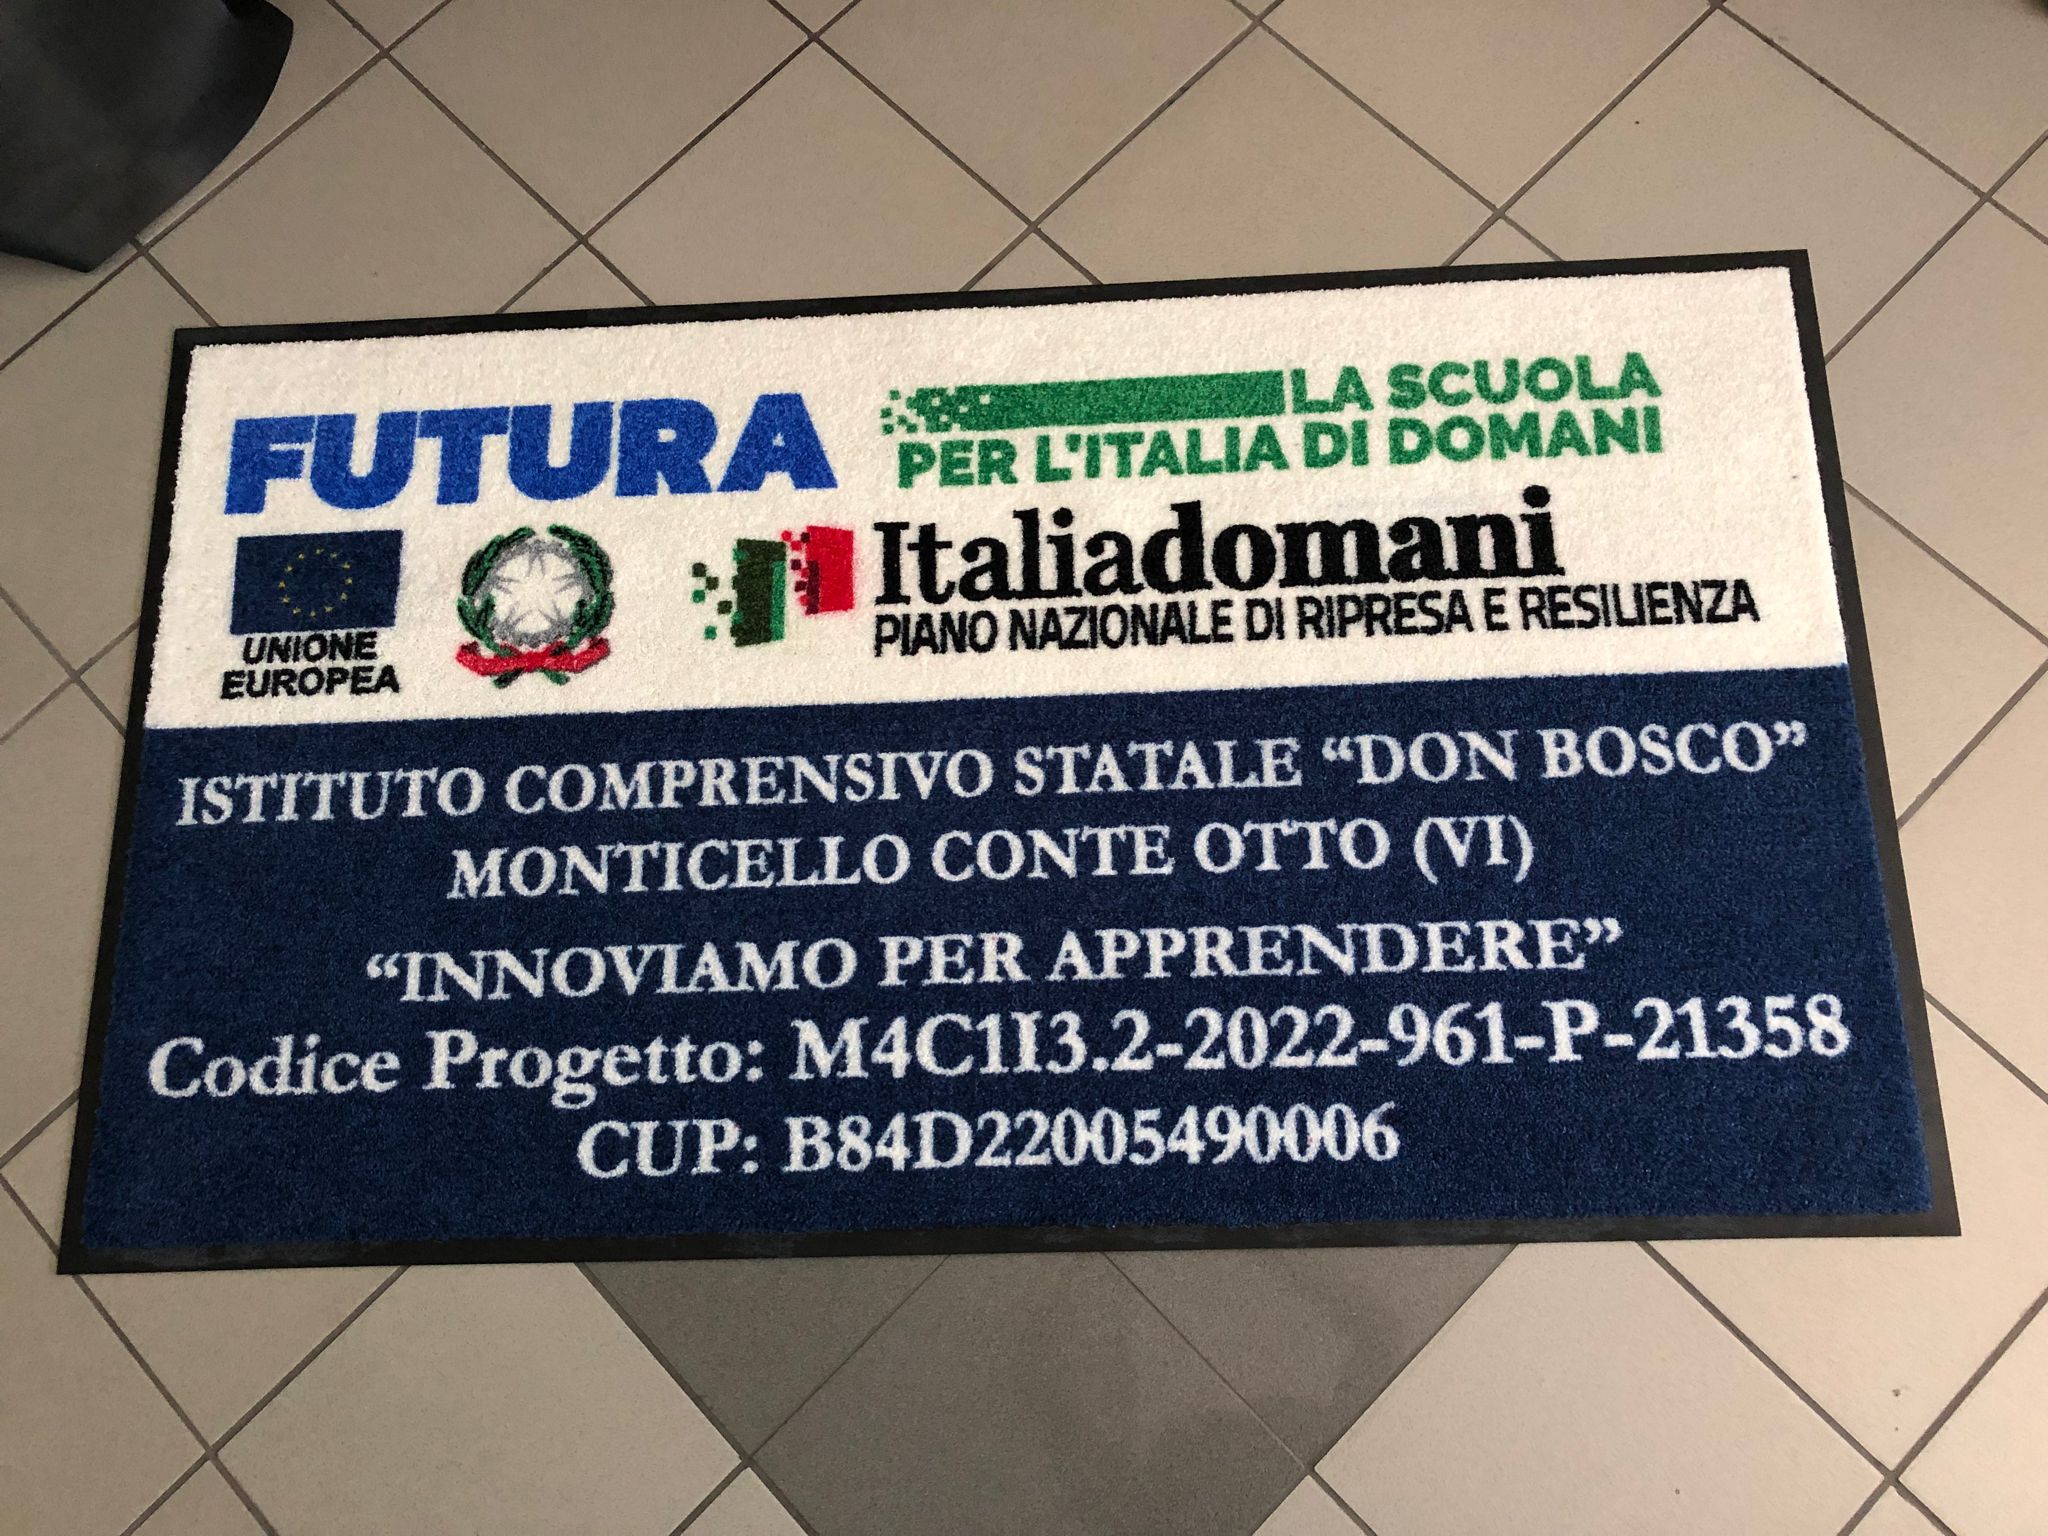 FUTURA
LA SCUOLA
PER L'ITALIA DI DOMANI
UNIONE
EUROPEA
Italiadomani
PIANO NAZIONALE DI RIPRESA E RESILIENZA
ISTITUTO COMPRENSIVO STATALE “DON BOSCO”
MONTICELLO CONTE OTTO (VI)
“INNOVIAMO PER APPRENDERE”
Codice Progetto: M4C1I3.2-2022-961-P-21358
CUP: B84D22005490006